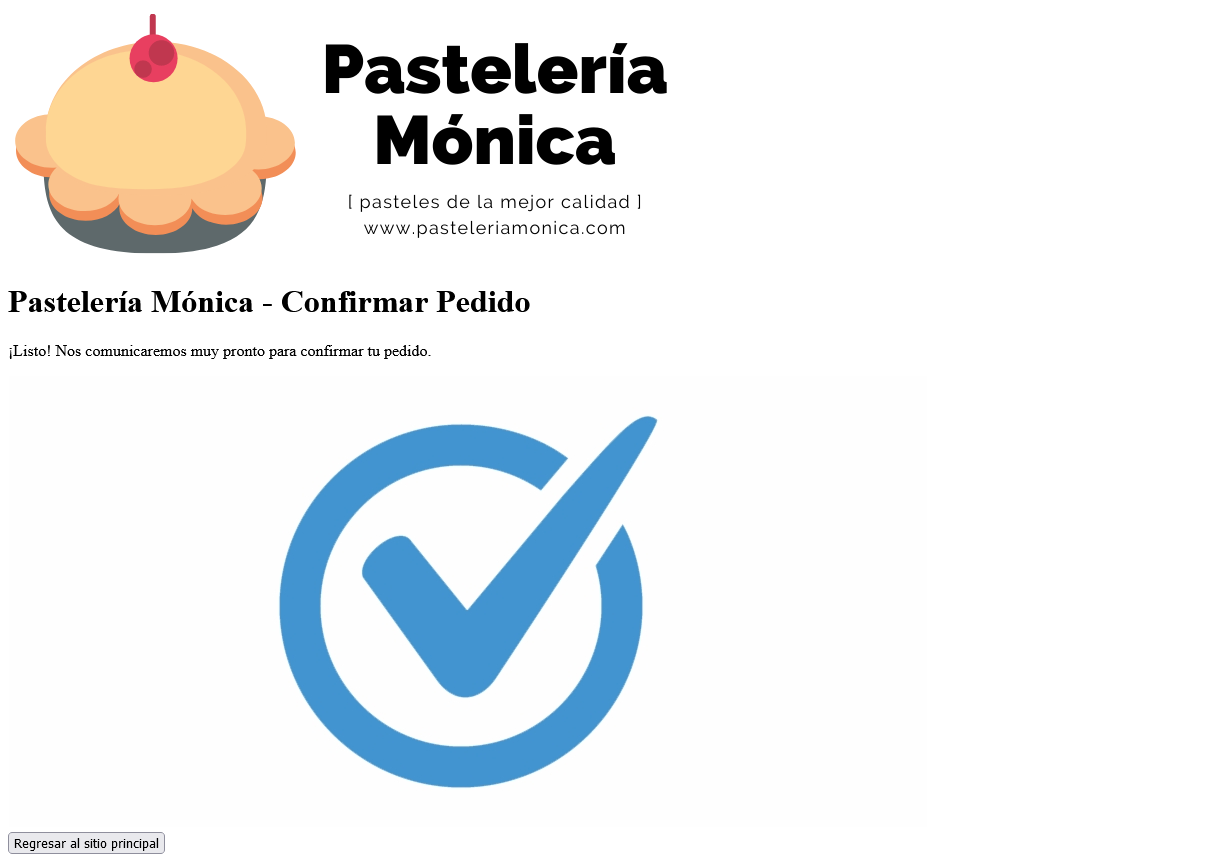 Pastelería
Mónica
[ pasteles de la mejor calidad ]
www.pasteleriamonica.com
Pastelería Mónica - Confirmar Pedido
¡Listo! Nos comunicaremos muy pronto para confirmar tu pedido.
Regresar al sitio principal